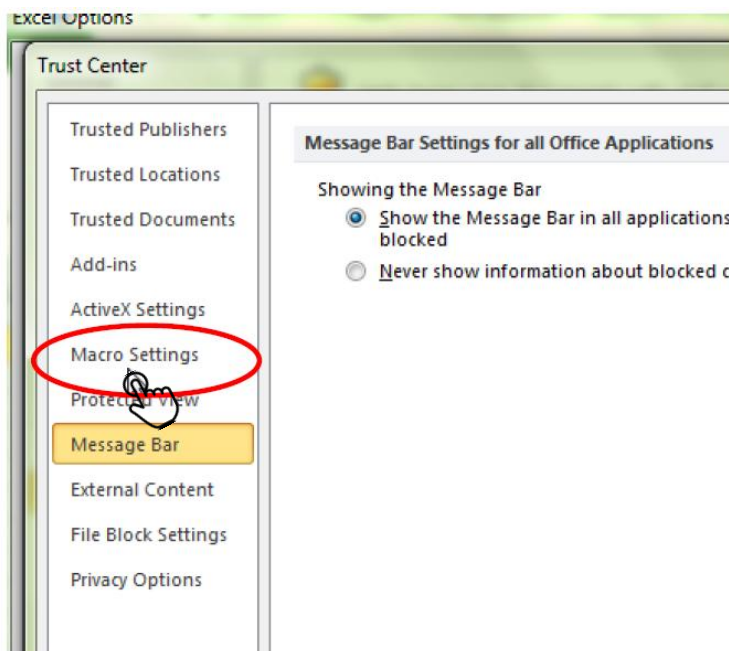 Excel Options
Trust Center
Trusted Publishers
Trusted Locations
Trusted Documents
Add-ins
ActiveX Settings
Macro Settings
Protected View
Message Bar
External Content
File Block Settings
Privacy Options
Message Bar Settings for all Office Applications
Showing the Message Bar
Show the Message Bar in all applications
blocked
Never show information about blocked